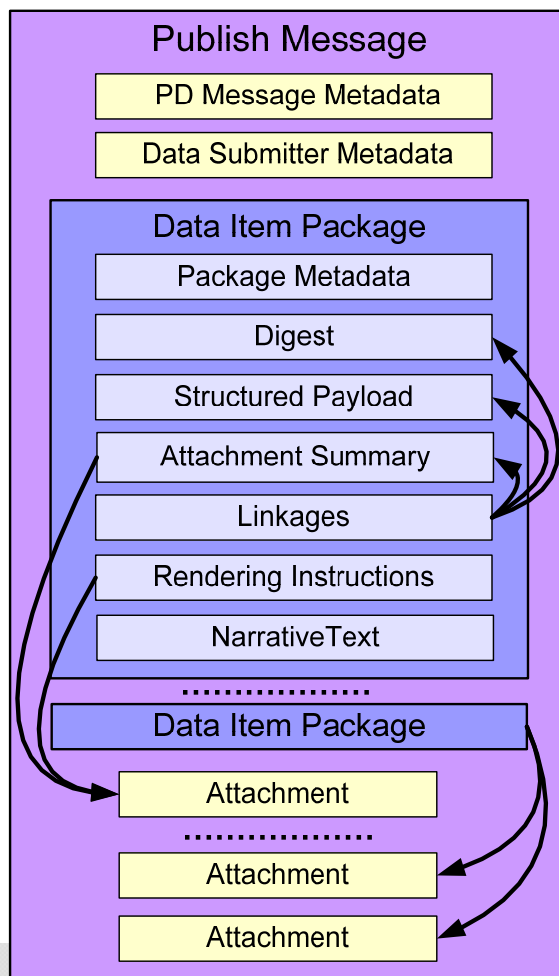 Publish Message
PD Message Metadata
Data Submitter Metadata
Data Item Package
Package Metadata
Digest
Structured Payload
Attachment Summary
Linkages
Rendering Instructions
NarrativeText
Data Item Package
Attachment
Attachment
Attachment